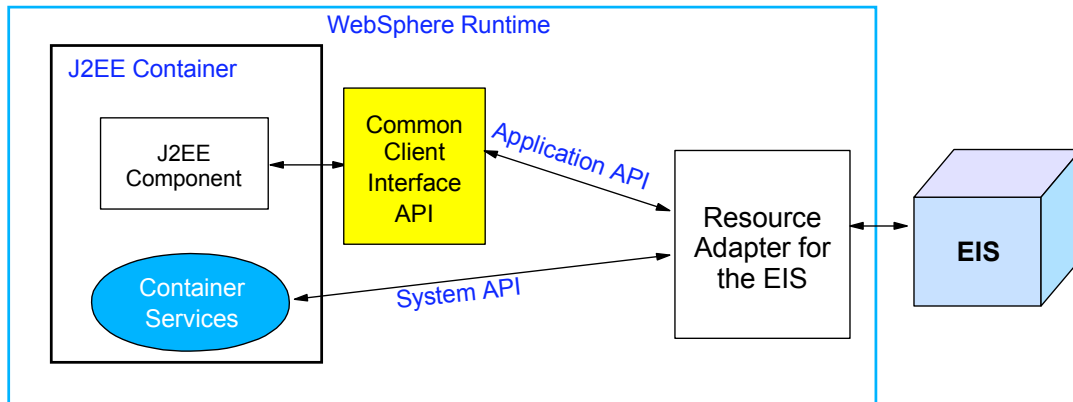 WebSphere Runtime
J2EE Container
J2EE
Component
Common
Client
Interface
API
Application API
Resource
Adapter for
the EIS
EIS
Container
Services
System API